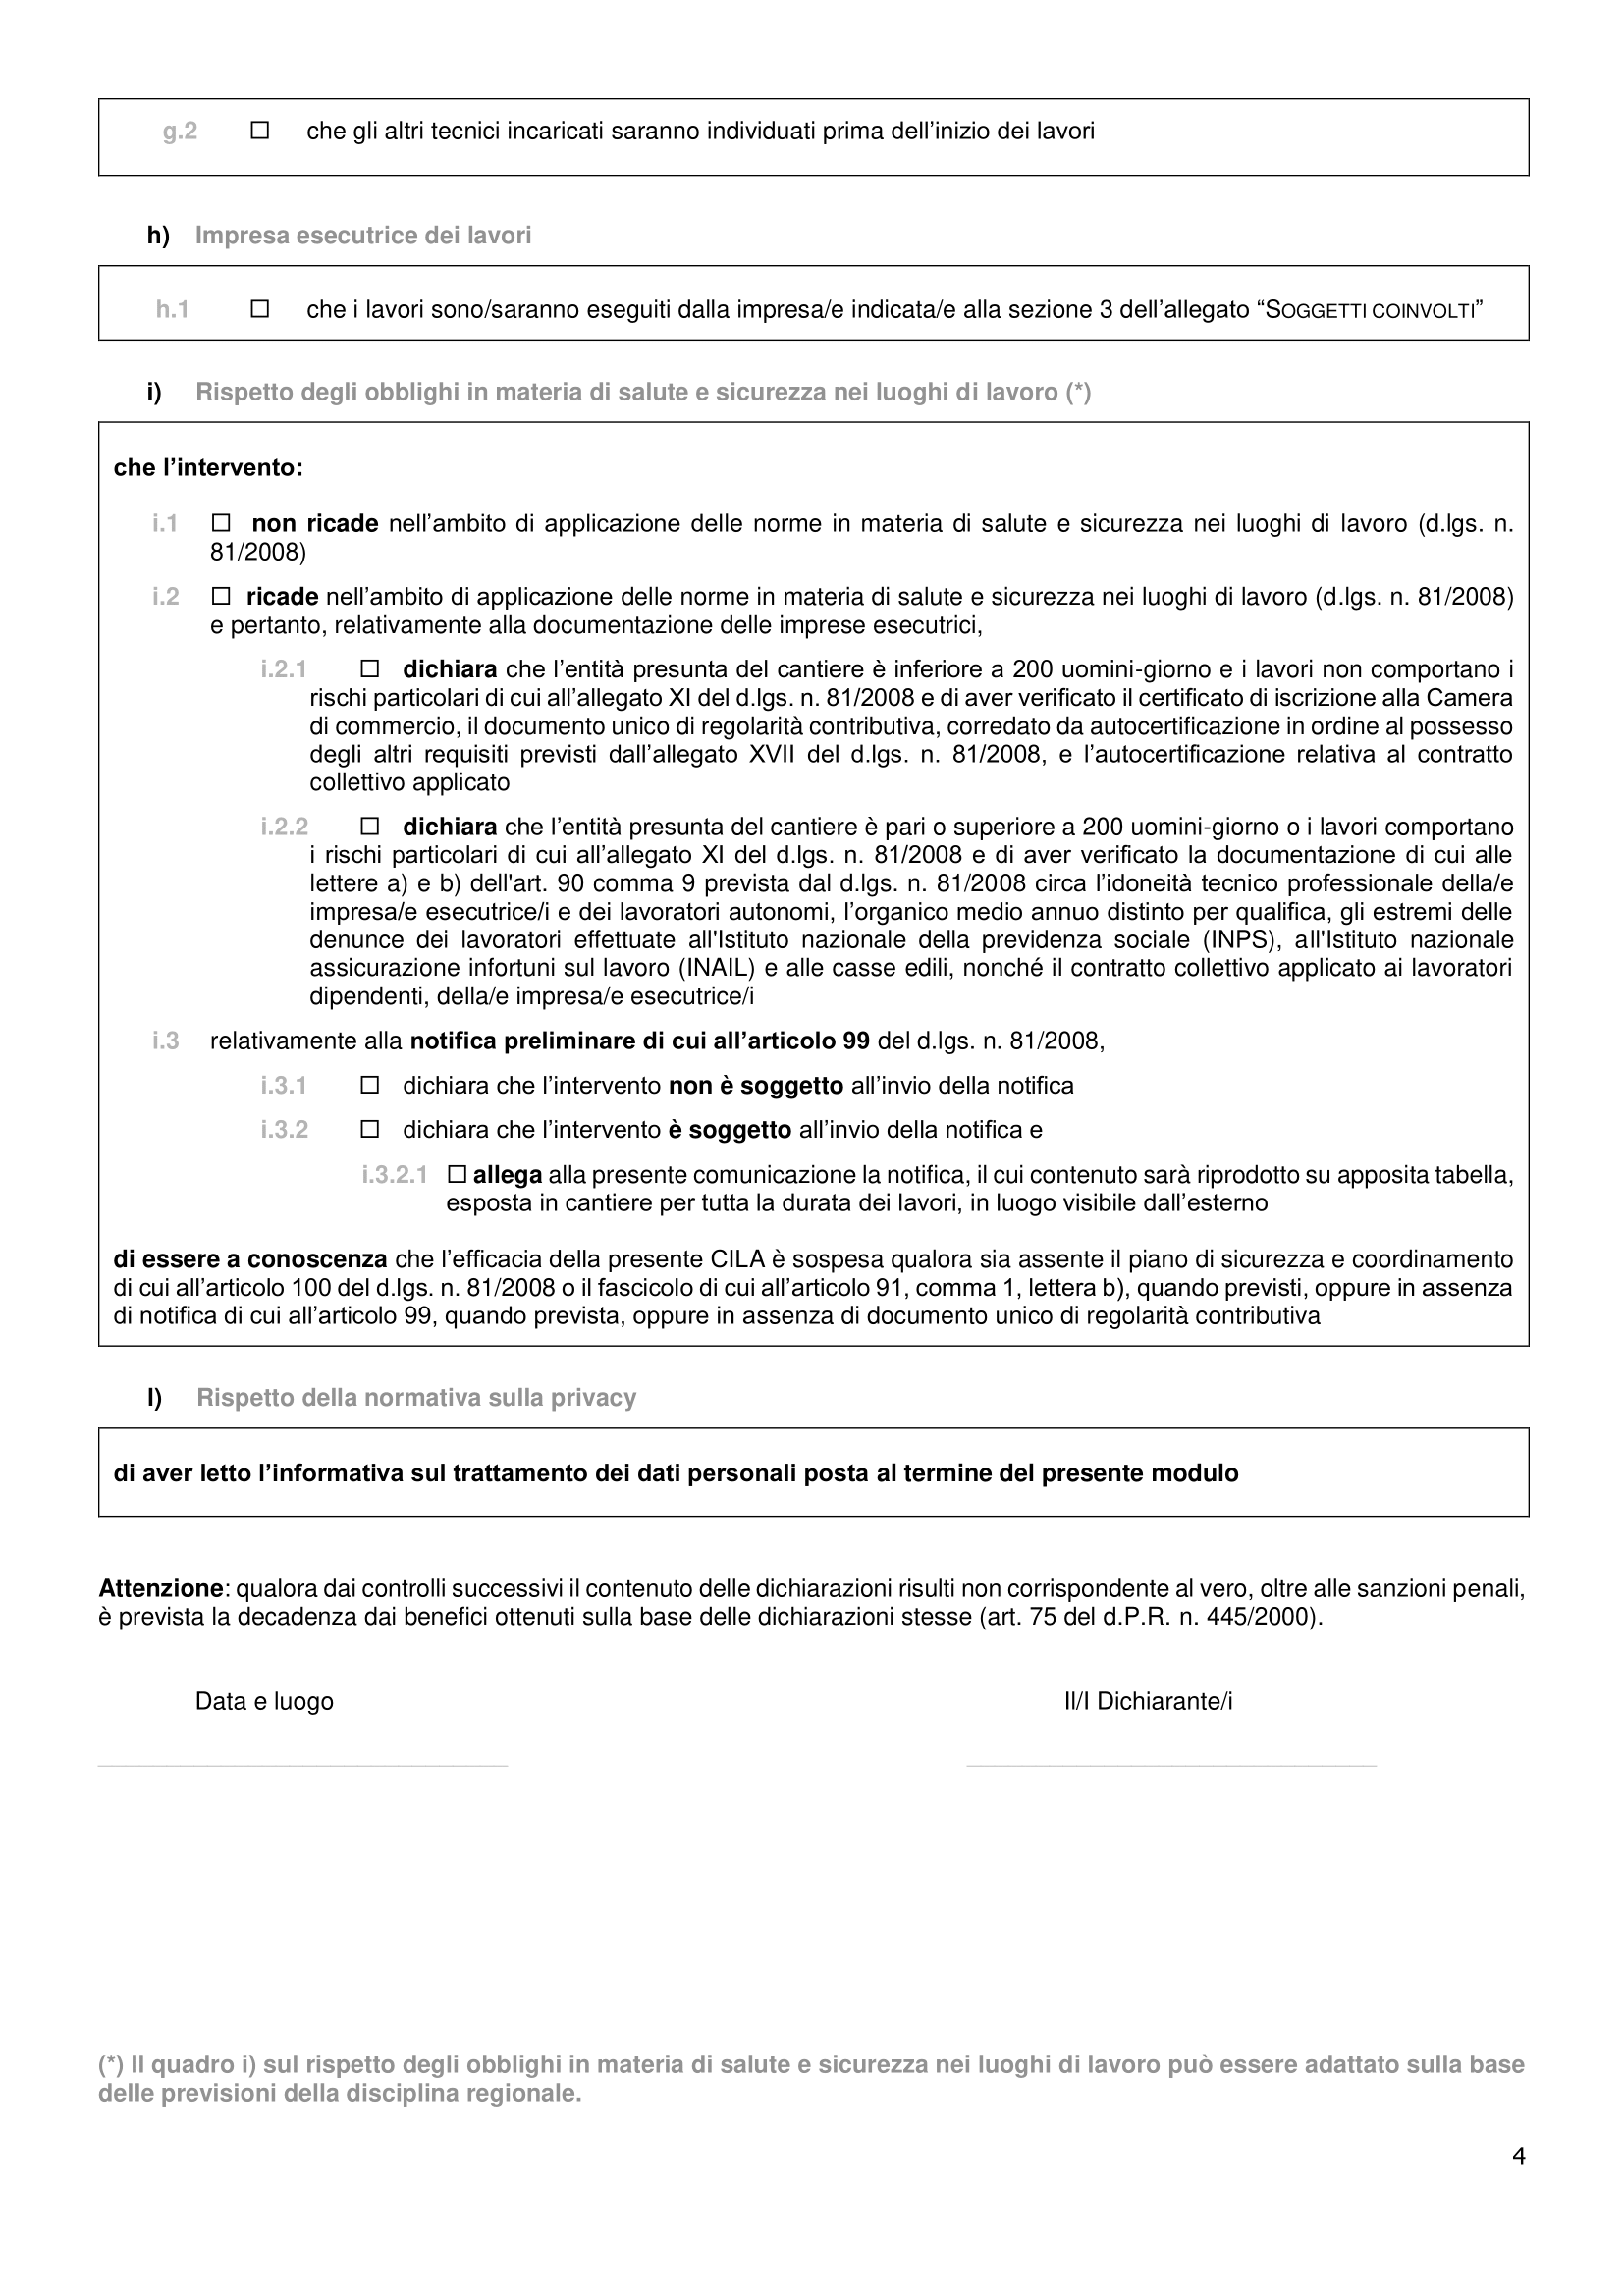 g.2 ☐ che gli altri tecnici incaricati saranno individuati prima dell’inizio dei lavori
h) Impresa esecutrice dei lavori
h.1 ☐ che i lavori sono/saranno eseguiti dalla impresa/e indicata/e alla sezione 3 dell’allegato “SOGGETTI COINVOLTI”
i) Rispetto degli obblighi in materia di salute e sicurezza nei luoghi di lavoro (*)
che l’intervento:
i.1 ☐ non ricade nell’ambito di applicazione delle norme in materia di salute e sicurezza nei luoghi di lavoro (d.lgs. n.
81/2008)
i.2 ☐ ricade nell’ambito di applicazione delle norme in materia di salute e sicurezza nei luoghi di lavoro (d.lgs. n. 81/2008)
e pertanto, relativamente alla documentazione delle imprese esecutrici,
i.2.1 ☐ dichiara che l’entità presunta del cantiere è inferiore a 200 uomini-giorno e i lavori non comportano i
rischi particolari di cui all’allegato XI del d.lgs. n. 81/2008 e di aver verificato il certificato di iscrizione alla Camera
di commercio, il documento unico di regolarità contributiva, corredato da autocertificazione in ordine al possesso
degli altri requisiti previsti dall’allegato XVII del d.lgs. n. 81/2008, e l’autocertificazione relativa al contratto
collettivo applicato
i.2.2 ☐ dichiara che l’entità presunta del cantiere è pari o superiore a 200 uomini-giorno o i lavori comportano
i rischi particolari di cui all’allegato XI del d.lgs. n. 81/2008 e di aver verificato la documentazione di cui alle
lettere a) e b) dell'art. 90 comma 9 prevista dal d.lgs. n. 81/2008 circa l’idoneità tecnico professionale della/e
impresa/e esecutrice/i e dei lavoratori autonomi, l’organico medio annuo distinto per qualifica, gli estremi delle
denunce dei lavoratori effettuate all'Istituto nazionale della previdenza sociale (INPS), all'Istituto nazionale
assicurazione infortuni sul lavoro (INAIL) e alle casse edili, nonché il contratto collettivo applicato ai lavoratori
dipendenti, della/e impresa/e esecutrice/i
i.3 relativamente alla notifica preliminare di cui all’articolo 99 del d.lgs. n. 81/2008,
i.3.1 ☐ dichiara che l’intervento non è soggetto all’invio della notifica
i.3.2 ☐ dichiara che l’intervento è soggetto all’invio della notifica e
i.3.2.1 ☐ allega alla presente comunicazione la notifica, il cui contenuto sarà riprodotto su apposita tabella,
esposta in cantiere per tutta la durata dei lavori, in luogo visibile dall’esterno
di essere a conoscenza che l’efficacia della presente CILA è sospesa qualora sia assente il piano di sicurezza e coordinamento
di cui all’articolo 100 del d.lgs. n. 81/2008 o il fascicolo di cui all’articolo 91, comma 1, lettera b), quando previsti, oppure in assenza
di notifica di cui all’articolo 99, quando prevista, oppure in assenza di documento unico di regolarità contributiva
l) Rispetto della normativa sulla privacy
di aver letto l’informativa sul trattamento dei dati personali posta al termine del presente modulo
Attenzione: qualora dai controlli successivi il contenuto delle dichiarazioni risulti non corrispondente al vero, oltre alle sanzioni penali,
è prevista la decadenza dai benefici ottenuti sulla base delle dichiarazioni stesse (art. 75 del d.P.R. n. 445/2000).
Data e luogo Il/I Dichiarante/i
(*) Il quadro i) sul rispetto degli obblighi in materia di salute e sicurezza nei luoghi di lavoro può essere adattato sulla base
delle previsioni della disciplina regionale.
4